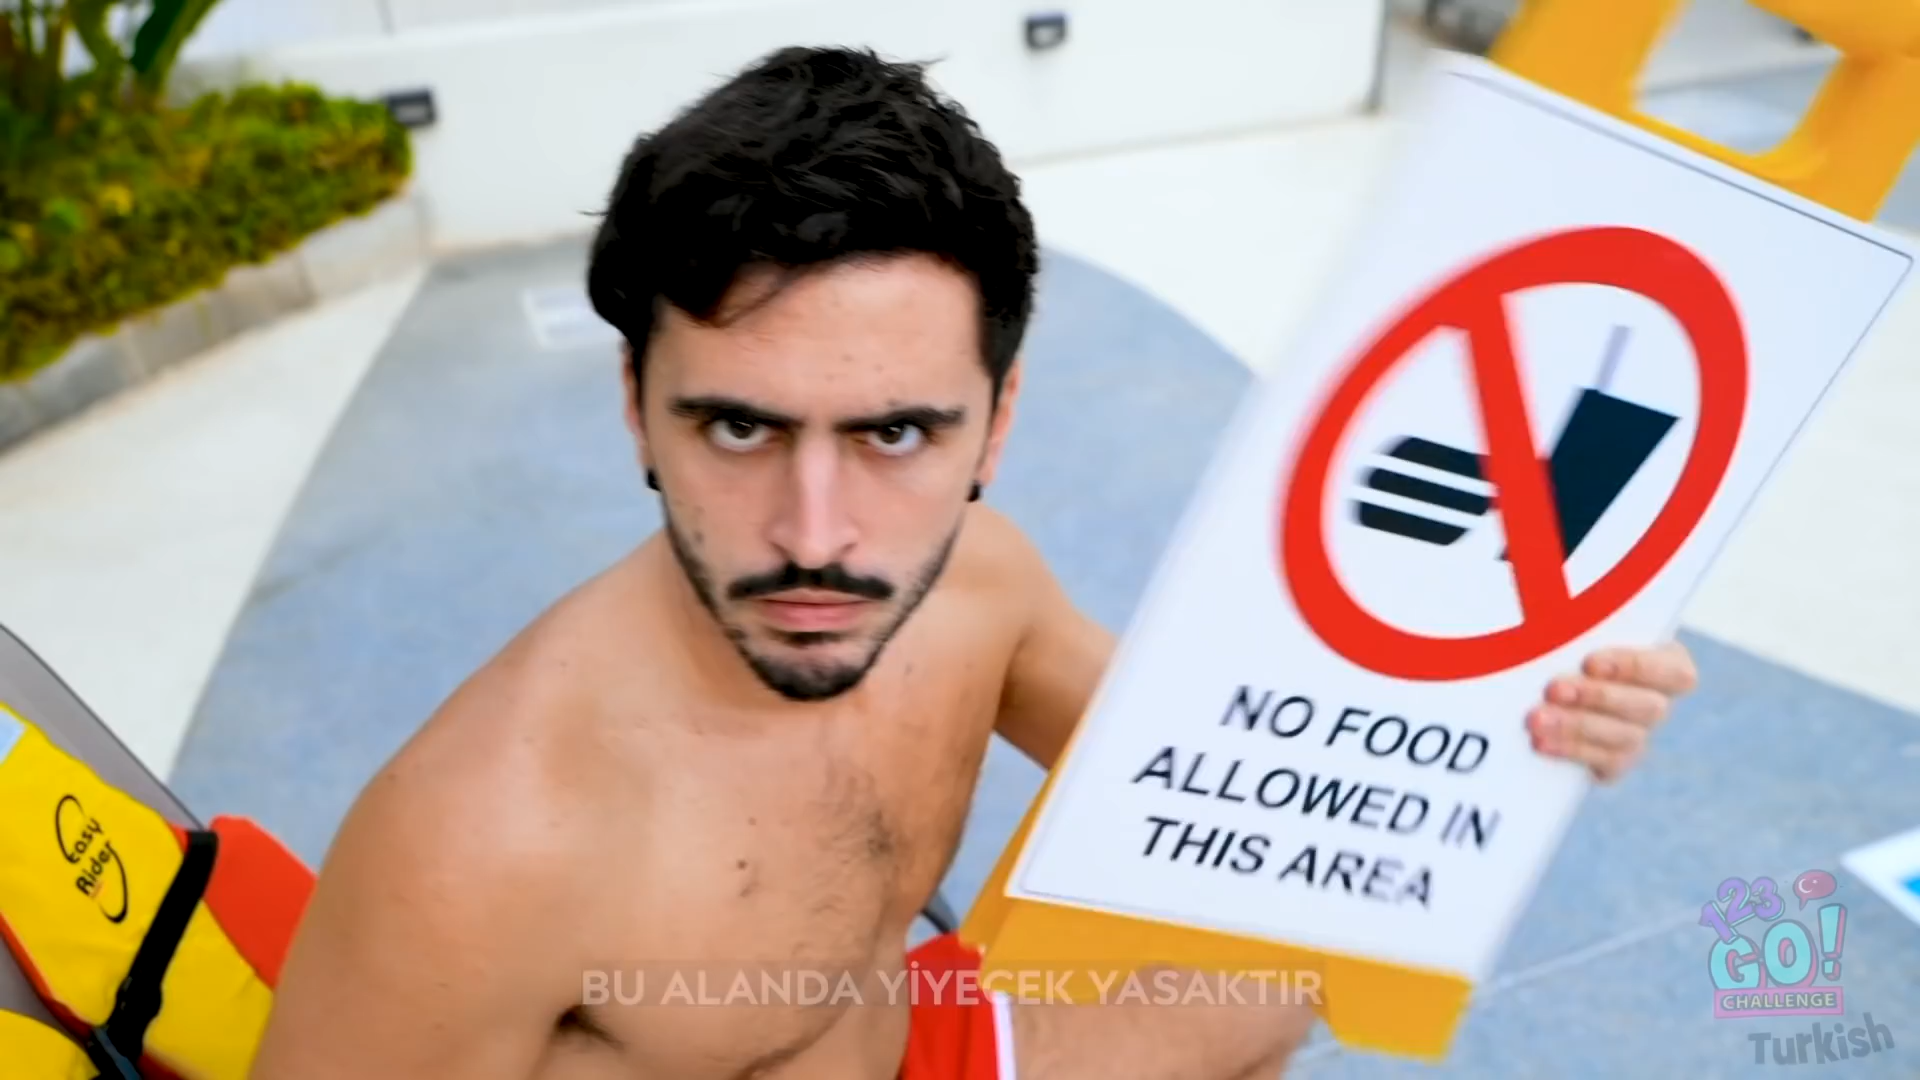 NO FOOD
ALLOWED IN
THIS AREA
Easy
Rider
BU ALANDA YİYECEK YASAKTIR
123
GO!
CHALLENGE
Turkish